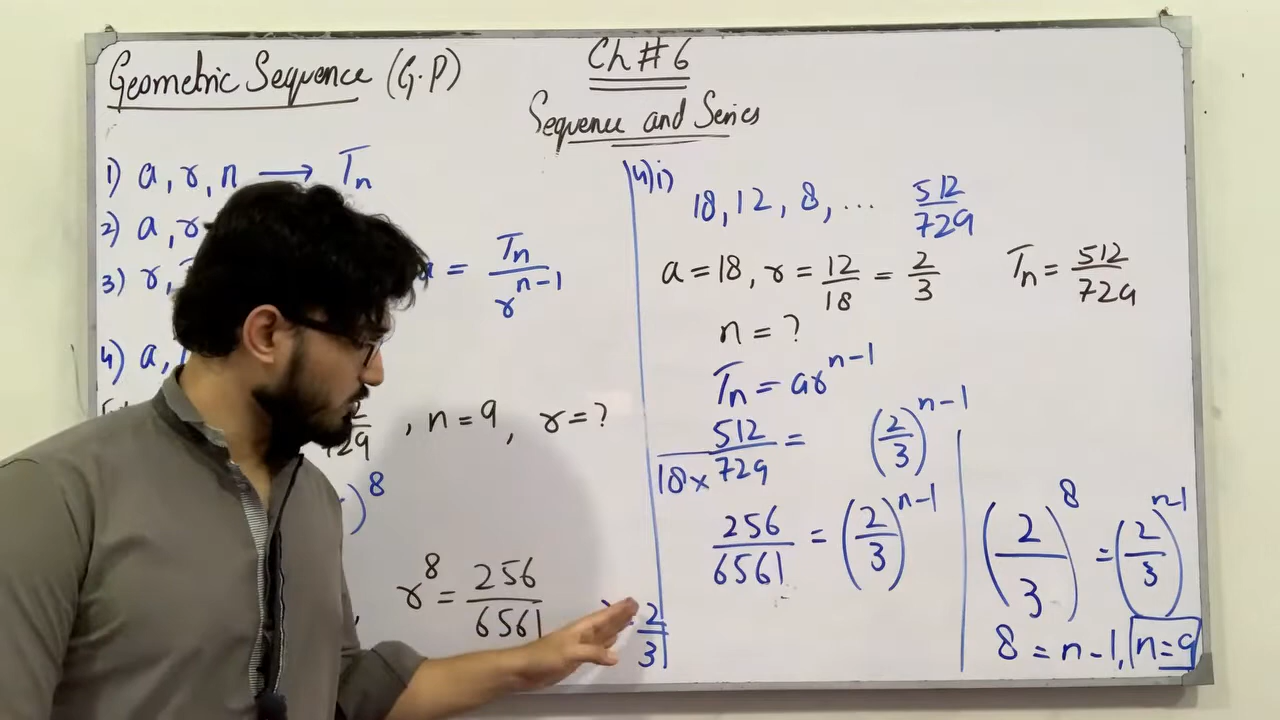 Geometric Sequence (G.P)
Ch # 6
Sequence and Series
1) a, r, n → Tn
2) a, r
3) r,
= Tn / r^(n-1)
4) a,
729 , n = 9, r = ?
)^8
r^8 = 256/6561
2/3
4) i) 18, 12, 8, ... 512/729
a = 18, r = 12/18 = 2/3
Tn = 512/729
n = ?
Tn = ar^(n-1)
512 / 18 × 729 = (2/3)^(n-1)
256/6561 = (2/3)^(n-1)
(2/3)^8 = (2/3)^(n-1)
8 = n-1, n = 9